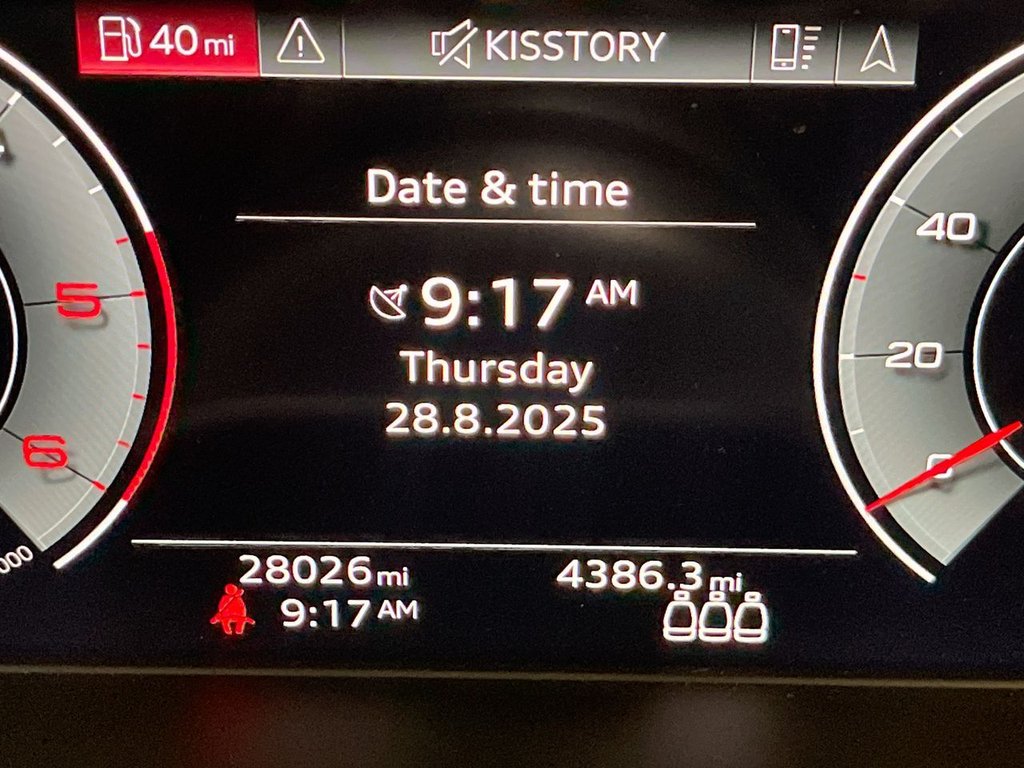 40 mi
KISSTORY
Date & time
9:17 AM
Thursday
28.8.2025
5
6
40
20
0
28026 mi
4386.3 mi
9:17 AM